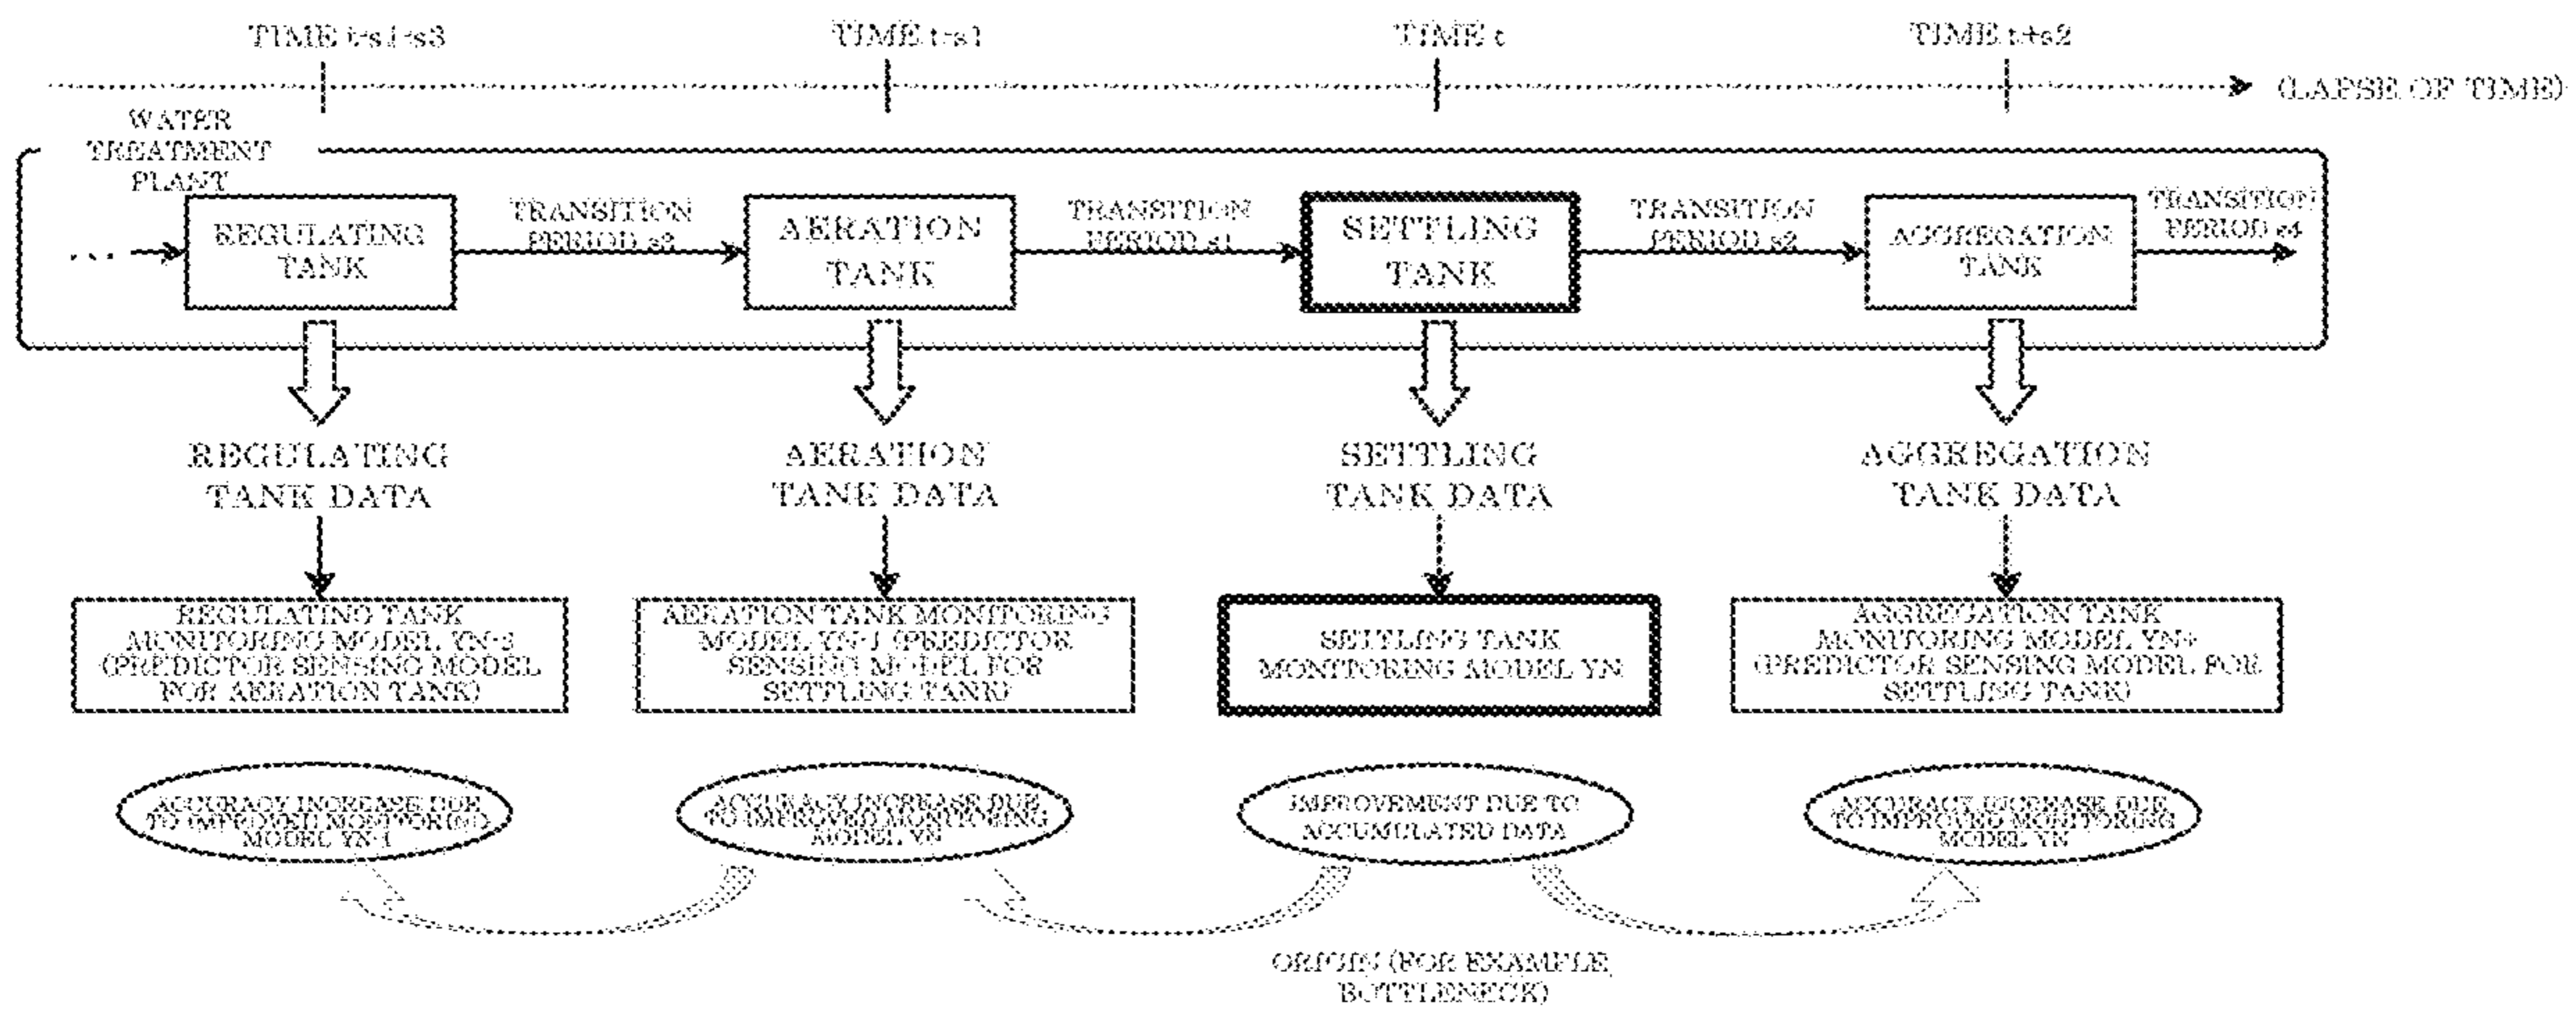 TIME t-s1-s3
TIME t-s1
TIME t
TIME t+s2
(LAPSE OF TIME)
WATER
TREATMENT
PLANT
REGULATING
TANK
TRANSITION
PERIOD
AERATION
TANK
TRANSITION
PERIOD s1
SETTLING
TANK
TRANSITION
PERIOD s2
AGGREGATION
TANK
TRANSITION
PERIOD s4
REGULATING
TANK DATA
AERATION
TANK DATA
SETTLING
TANK DATA
AGGREGATION
TANK DATA
REGULATING TANK
MONITORING MODEL
(PREDICTOR SENSING MODEL
FOR AERATION TANK)
AERATION TANK MONITORING
MODEL YN-1 (PREDICTOR
SENSING MODEL FOR
SETTLING TANK)
SETTLING TANK
MONITORING MODEL YN
AGGREGATION TANK
MONITORING MODEL
(PREDICTOR SENSING MODEL FOR
SETTLING TANK)
ACCURACY INCREASE DUE
TO IMPROVED MONITORING
MODEL YN-1
ACCURACY INCREASE DUE
TO IMPROVED MONITORING
MODEL YN
IMPROVEMENT DUE TO
ACCUMULATED DATA
ACCURACY INCREASE DUE
TO IMPROVED MONITORING
MODEL YN
ORIGIN (FOR EXAMPLE
BOTTLENECK)